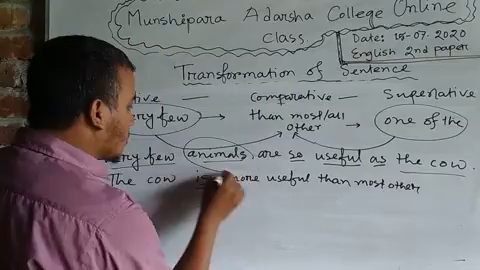 Munshipara Adarsha College Online
Class.
Date: 15-07-2020
English 2nd paper
Transformation of Sentence
tive — Comparative — Superlative
ery few → than most/all other → one of the
ery few animals are so useful as the cow.
The cow is more useful than most other